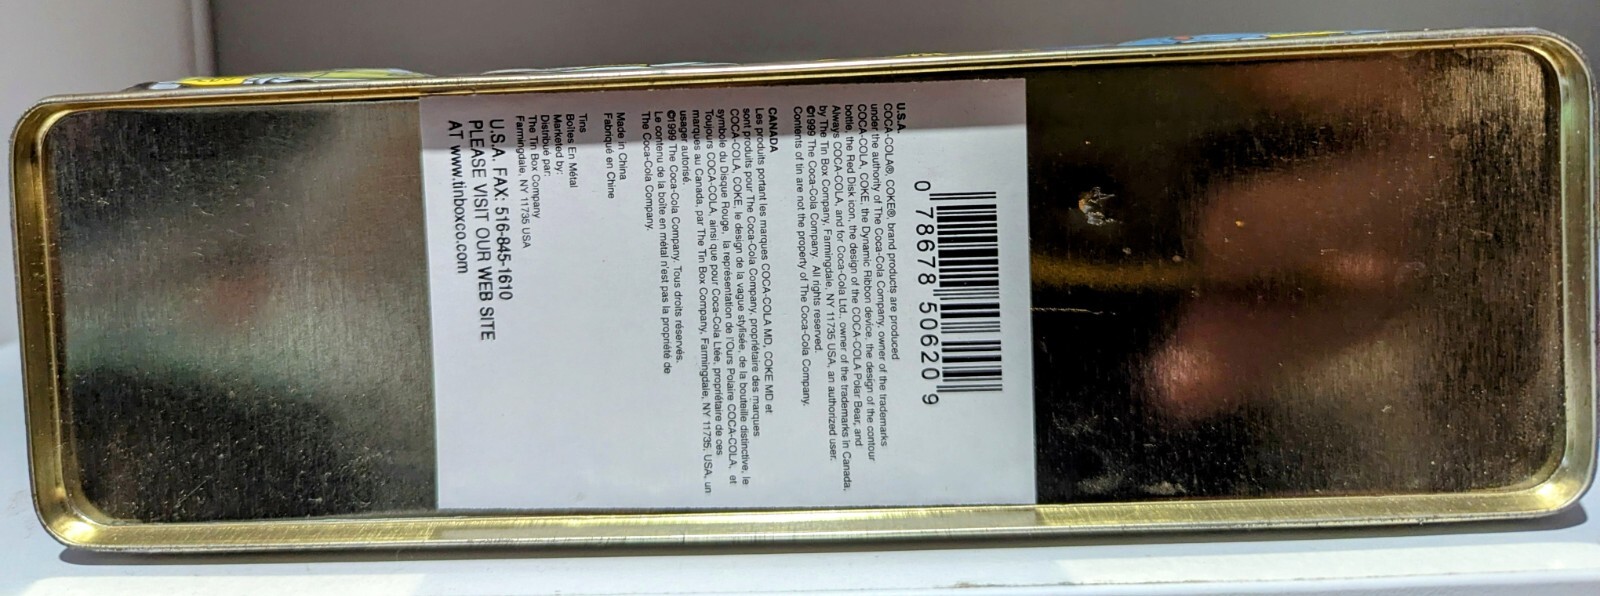 0 78678 50620 9
U.S.A.
COCA-COLA®, COKE®, brand products are produced
under the authority of The Coca-Cola Company, owner of the trademarks
COCA-COLA, COKE, the Dynamic Ribbon device, the design of the contour
bottle, the Red Disk icon, the design of the COCA-COLA Polar Bear, and
Always COCA-COLA, and for Coca-Cola Ltd., owner of the trademarks in Canada,
by The Tin Box Company, Farmingdale, NY 11735 USA, an authorized user.
©1999 The Coca-Cola Company. All rights reserved.
Contents of tin are not the property of The Coca-Cola Company.
CANADA
Les produits portant les marques COCA-COLA MD, COKE MD et
sont produits pour The Coca-Cola Company, propriétaire des marques
COCA-COLA, COKE, le design de la vague stylisée, de la bouteille distinctive, le
symbole du Disque Rouge, la représentation de l'Ours Polaire COCA-COLA, et
Toujours COCA-COLA, ainsi que pour Coca-Cola Ltée, propriétaire de ces
marques au Canada, par The Tin Box Company, Farmingdale, NY 11735, USA, un
usager autorisé.
©1999 The Coca-Cola Company. Tous droits réservés.
Le contenu de la boîte en métal n'est pas la propriété de
The Coca-Cola Company.
Made in China
Fabriqué en Chine
Tins
Boîtes En Métal
Marketed by:
Distribué par:
The Tin Box Company
Farmingdale, NY 11735 USA
U.S.A. FAX: 516-845-1610
PLEASE VISIT OUR WEB SITE
AT www.tinboxco.com